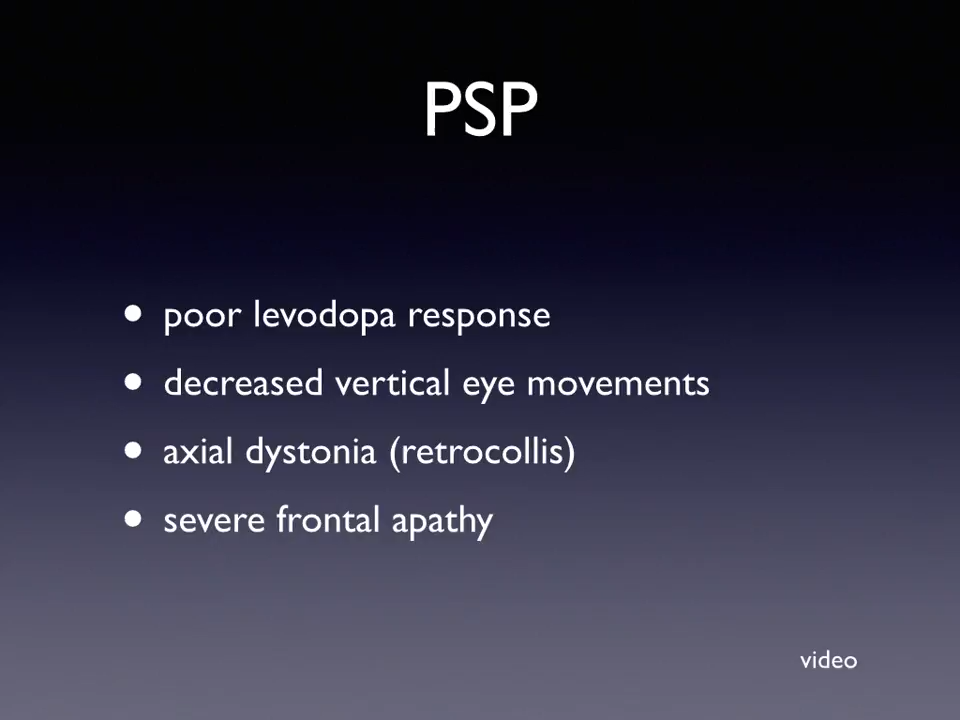 PSP
• poor levodopa response
• decreased vertical eye movements
• axial dystonia (retrocollis)
• severe frontal apathy
video